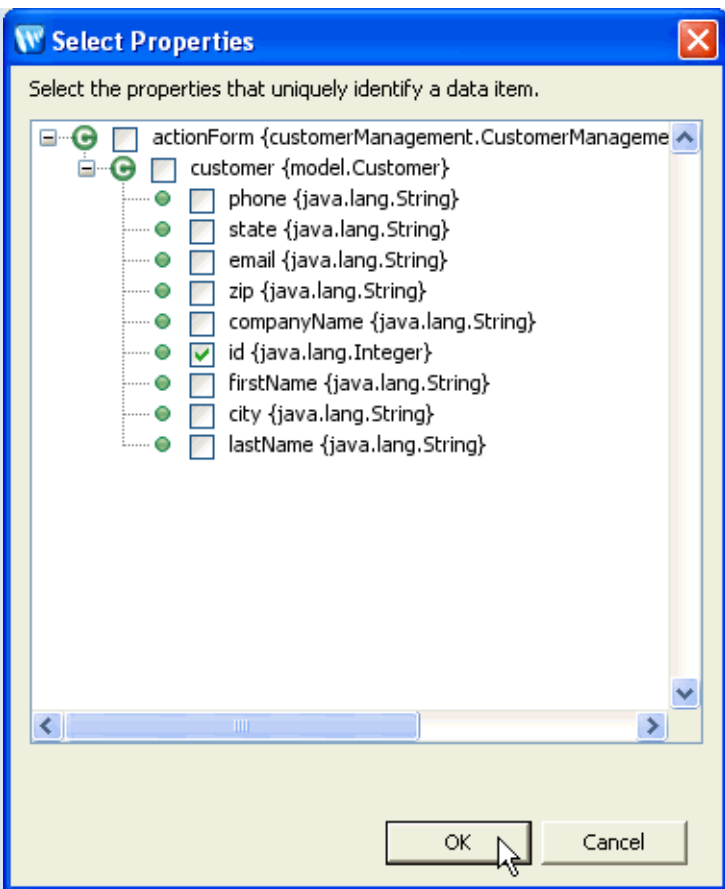 Select Properties
Select the properties that uniquely identify a data item.
actionForm {customerManagement.CustomerManageme
customer {model.Customer}
phone {java.lang.String}
state {java.lang.String}
email {java.lang.String}
zip {java.lang.String}
companyName {java.lang.String}
id {java.lang.Integer}
firstName {java.lang.String}
city {java.lang.String}
lastName {java.lang.String}
OK Cancel